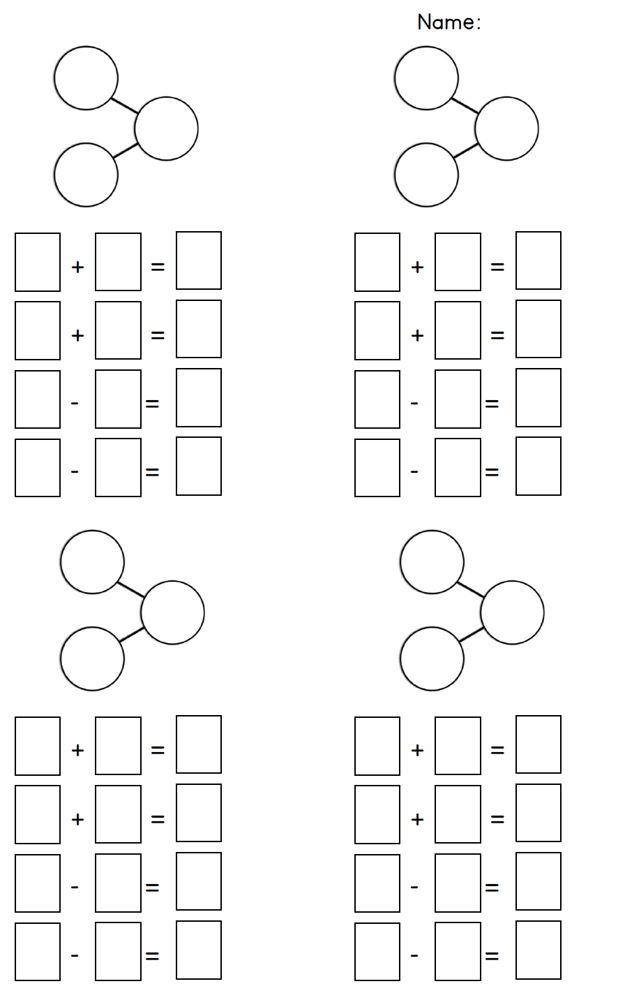 Name:
+ = + =
+ = + =
- = - =
- = - =
+ = + =
+ = + =
- = - =
- = - =